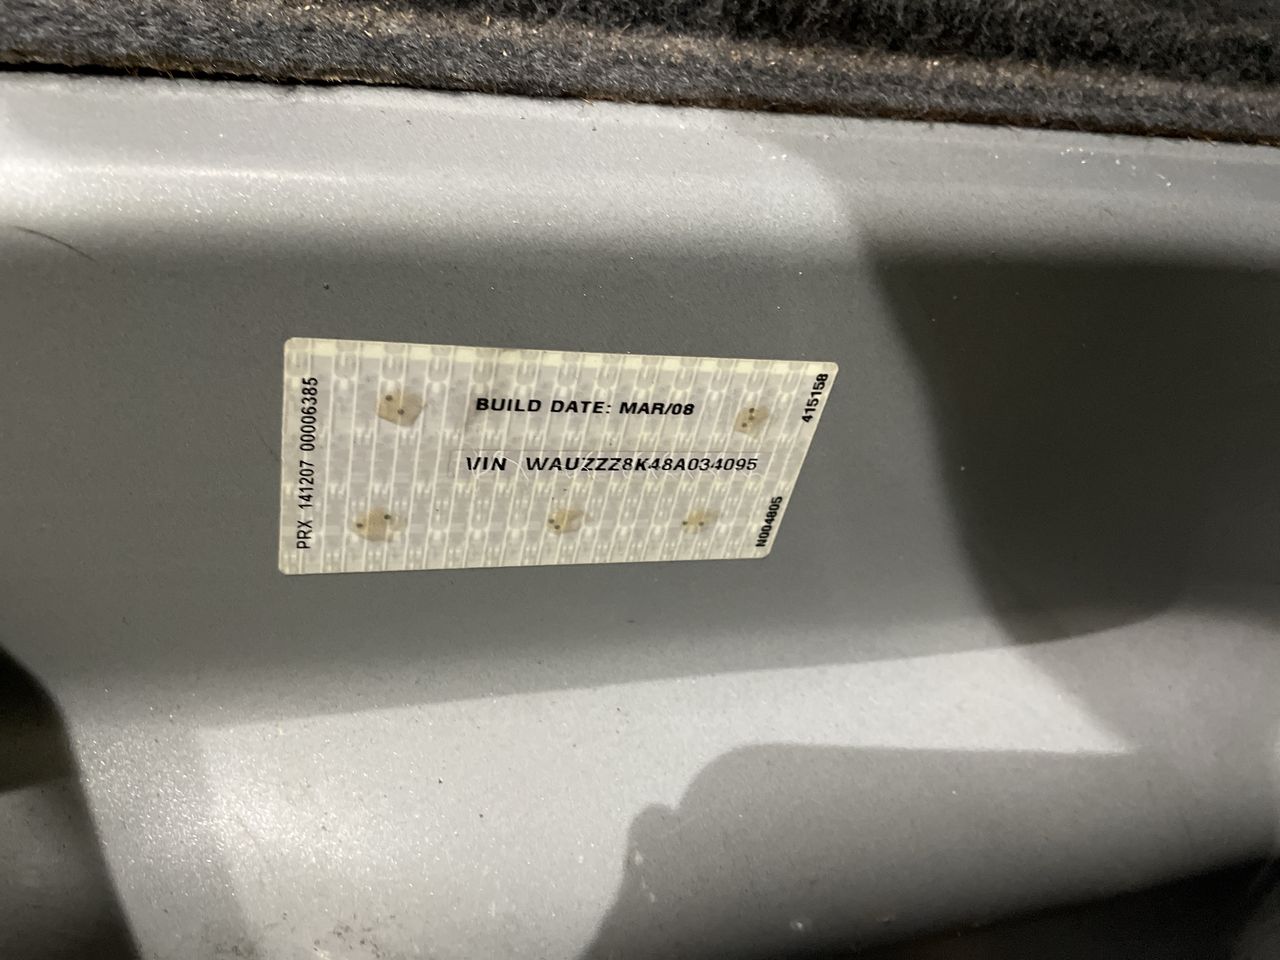 BUILD DATE: MAR/08
VIN WAUZZZ8K48A034095
PRX 141207 00006385
415158
N004805